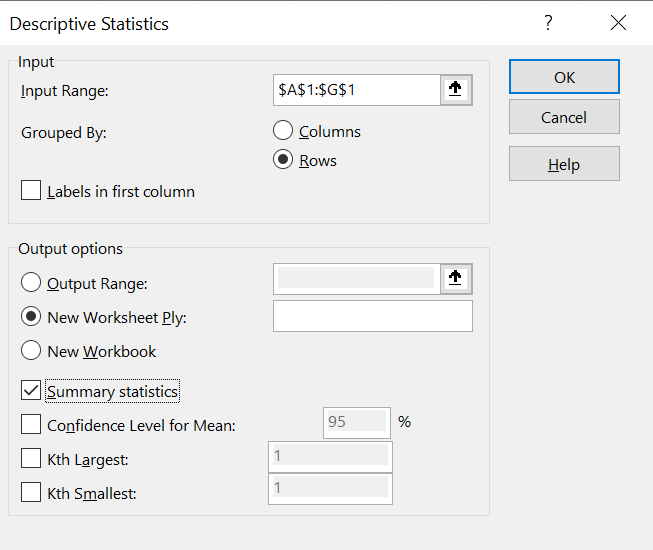 Descriptive Statistics ?
Input
Input Range: $A$1:$G$1
Grouped By: Columns
Rows
Labels in first column
OK
Cancel
Help
Output options
Output Range:
New Worksheet Ply:
New Workbook
Summary statistics
Confidence Level for Mean: 95 %
Kth Largest: 1
Kth Smallest: 1